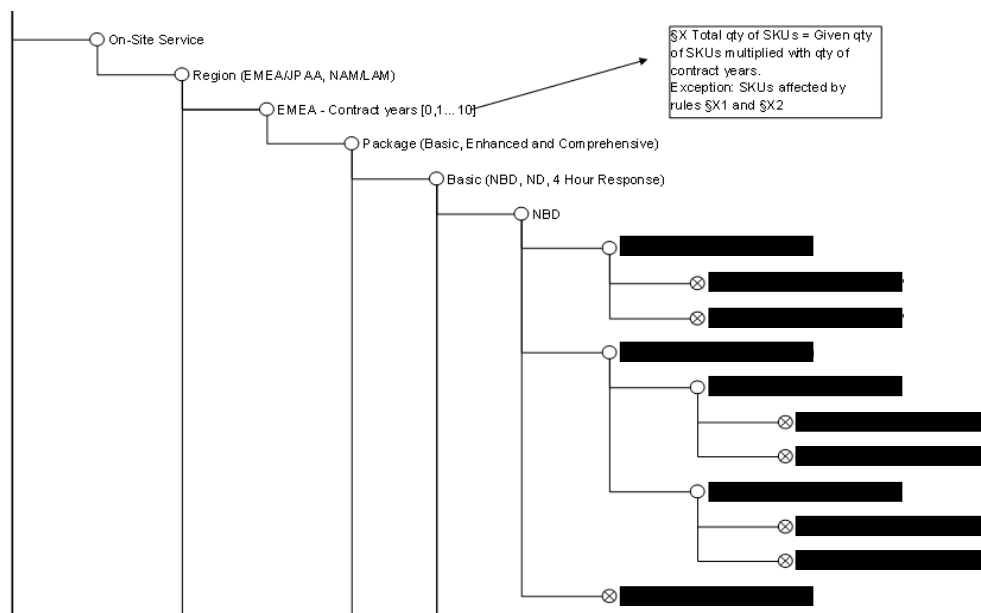 On-Site Service
§X Total qty of SKUs = Given qty
of SKUs multiplied with qty of
contract years.
Exception: SKUs affected by
rules §X1 and §X2
Region (EMEA/JPAA, NAM/LAM)
EMEA - Contract years [0,1... 10]
Package (Basic, Enhanced and Comprehensive)
Basic (NBD, ND, 4 Hour Response)
NBD